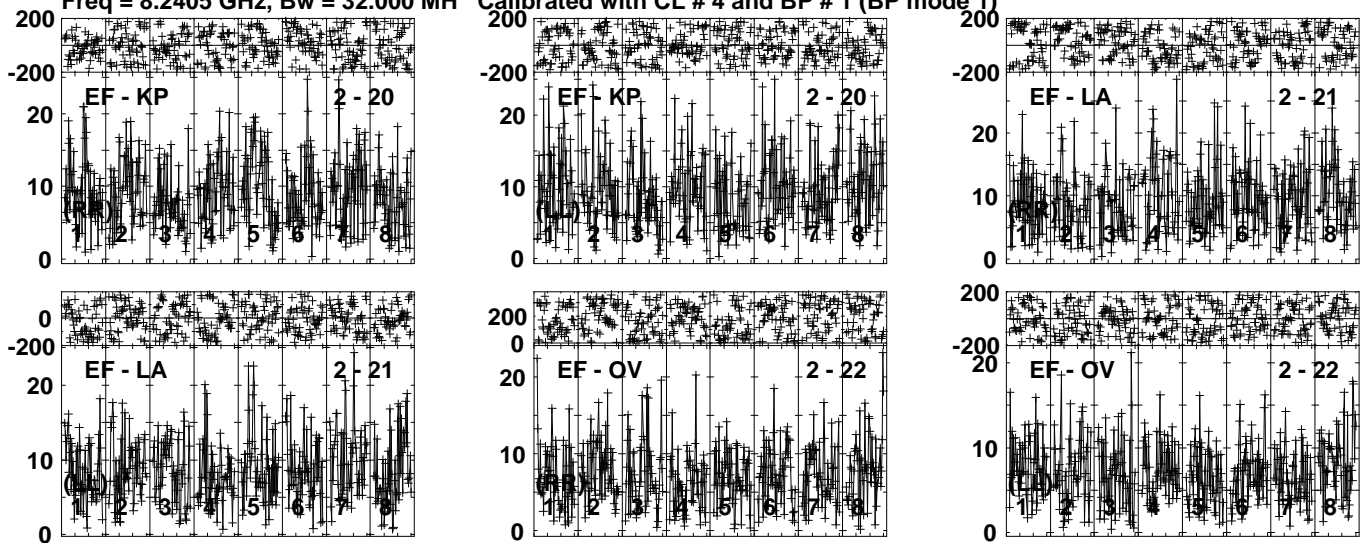 Freq = 8.2405 GHz, Bw = 32.000 MH Calibrated with CL # 4 and BP # 1 (BP mode 1)
200
-200
EF - KP 2 - 20
20
10
(RR)
0
1 2 3 4 5 6 7 8
200
-200
EF - KP 2 - 20
20
10
(LL)
0
1 2 3 4 5 6 7 8
200
-200
EF - LA 2 - 21
20
10
(RR)
0
1 2 3 4 5 6 7 8
0
-200
EF - LA 2 - 21
20
10
(LL)
0
1 2 3 4 5 6 7 8
200
0
EF - OV 2 - 22
20
10
(RR)
0
1 2 3 4 5 6 7 8
200
-200
EF - OV 2 - 22
20
10
(LL)
0
1 2 3 4 5 6 7 8